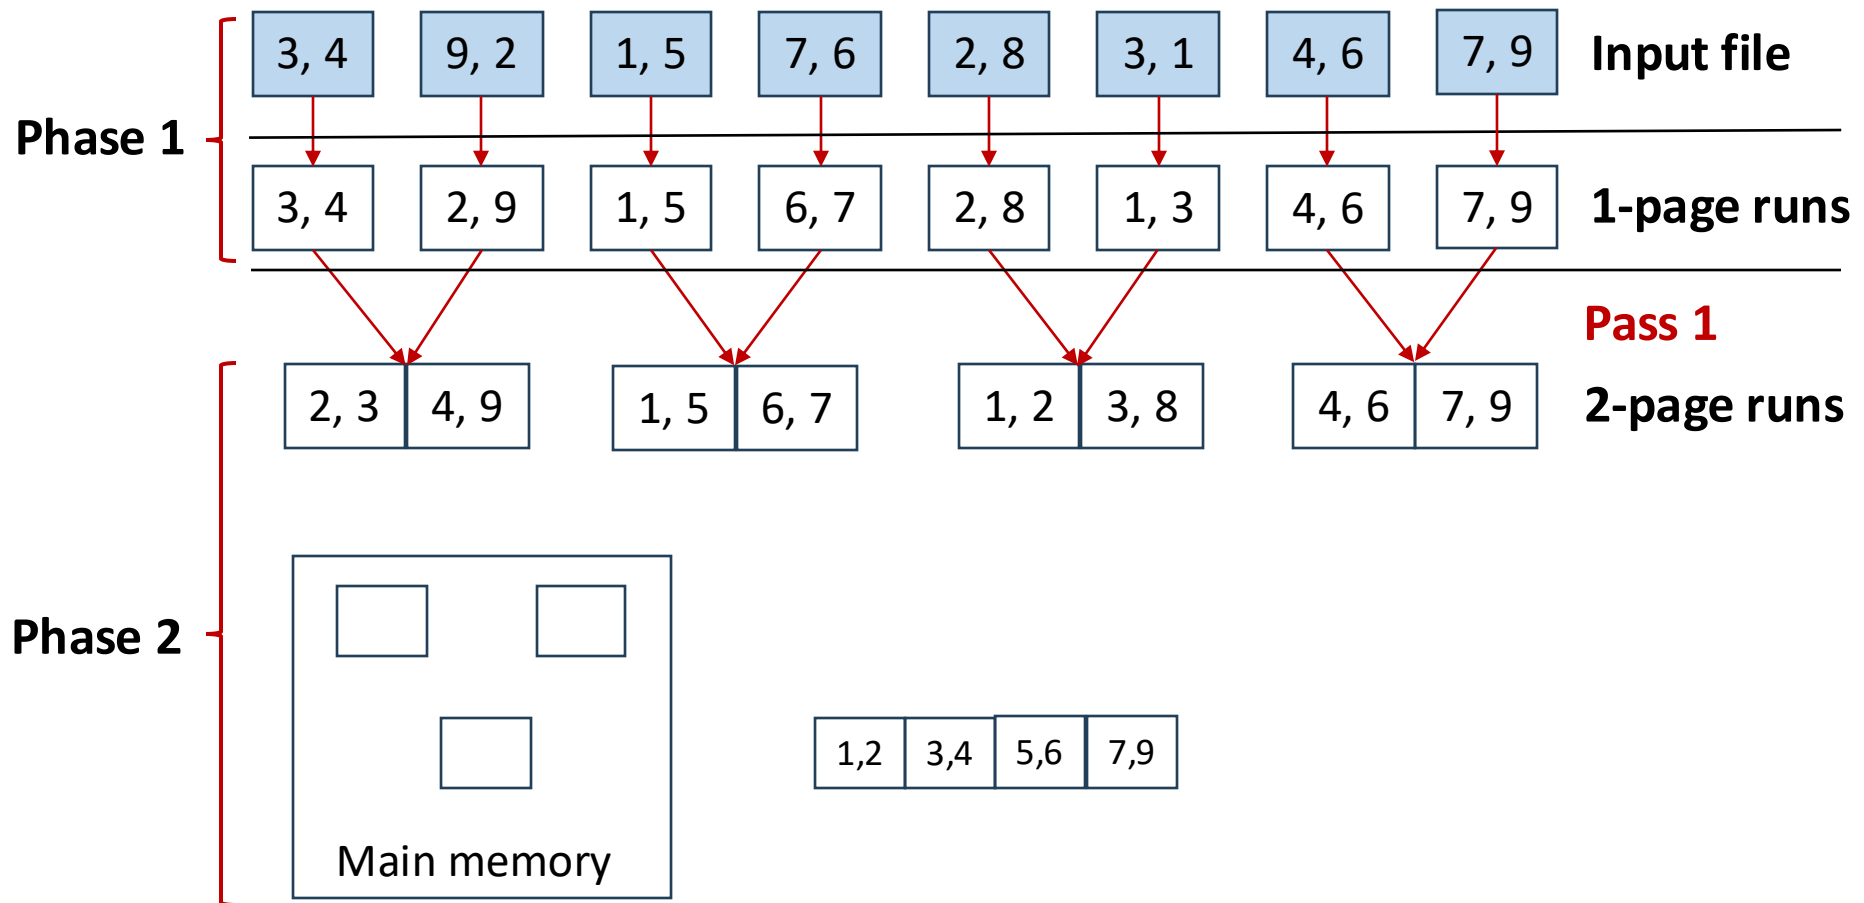 3, 4 9, 2 1, 5 7, 6 2, 8 3, 1 4, 6 7, 9 Input file
Phase 1
3, 4 2, 9 1, 5 6, 7 2, 8 1, 3 4, 6 7, 9 1-page runs
Pass 1
2, 3 4, 9 1, 5 6, 7 1, 2 3, 8 4, 6 7, 9 2-page runs
Phase 2
1,2 3,4 5,6 7,9
Main memory